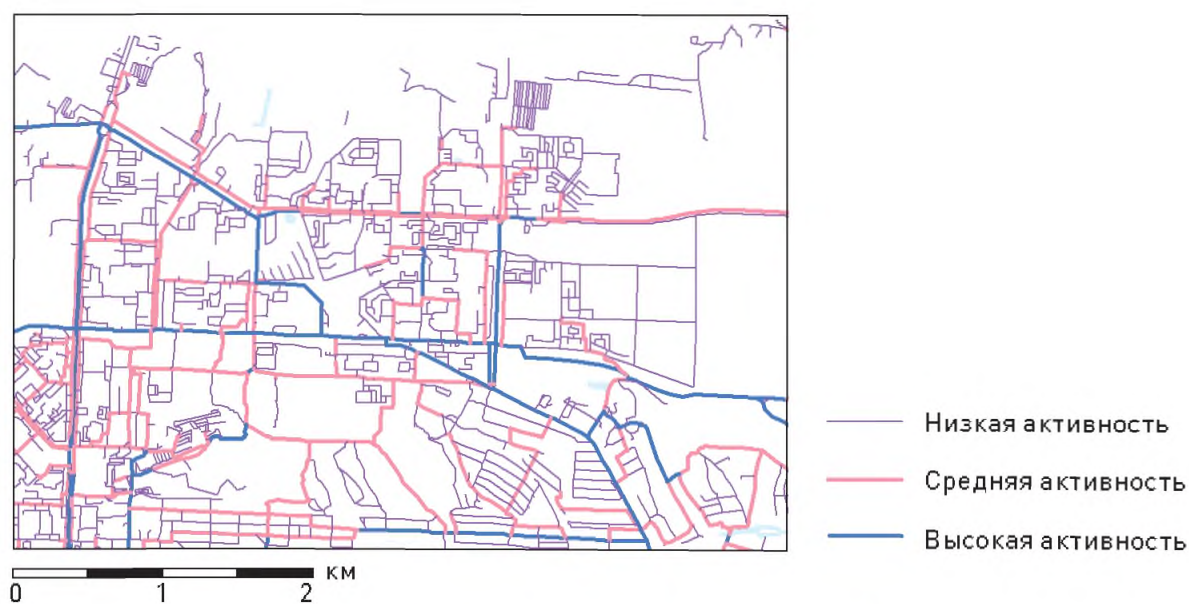 Низкая активность
Средняя активность
Высокая активность
км
0 1 2